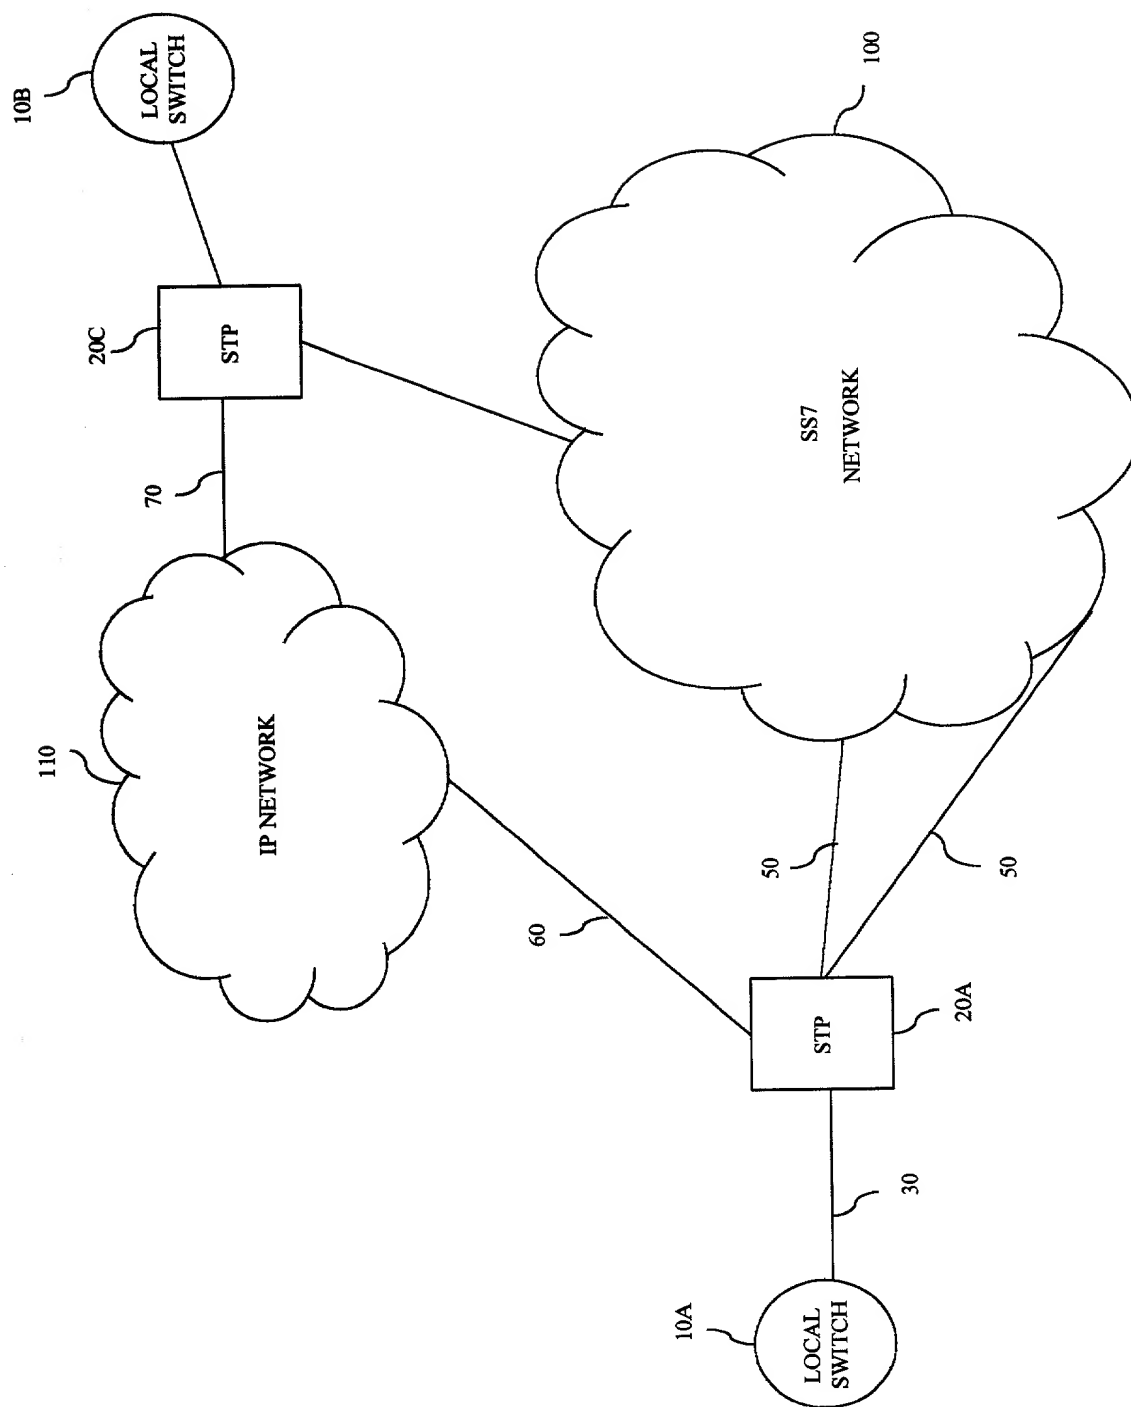 10B
LOCAL
SWITCH
20C
STP
70
100
110
IP NETWORK
SS7
NETWORK
60
50
50
STP
20A
30
10A
LOCAL
SWITCH